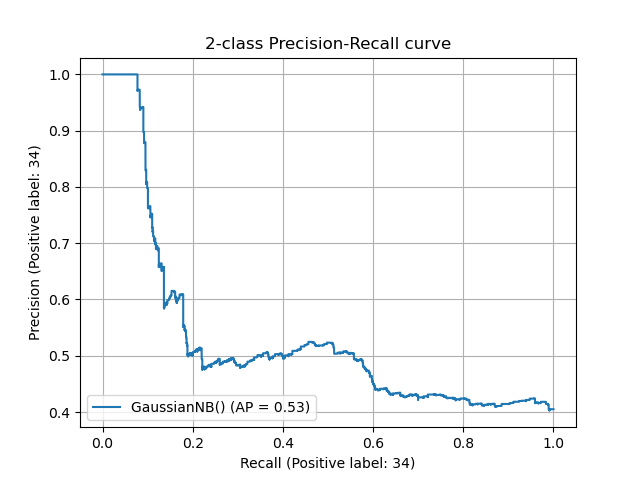 2-class Precision-Recall curve
1.0
0.9
0.8
0.7
0.6
0.5
0.4
Precision (Positive label: 34)
GaussianNB() (AP = 0.53)
0.0 0.2 0.4 0.6 0.8 1.0
Recall (Positive label: 34)